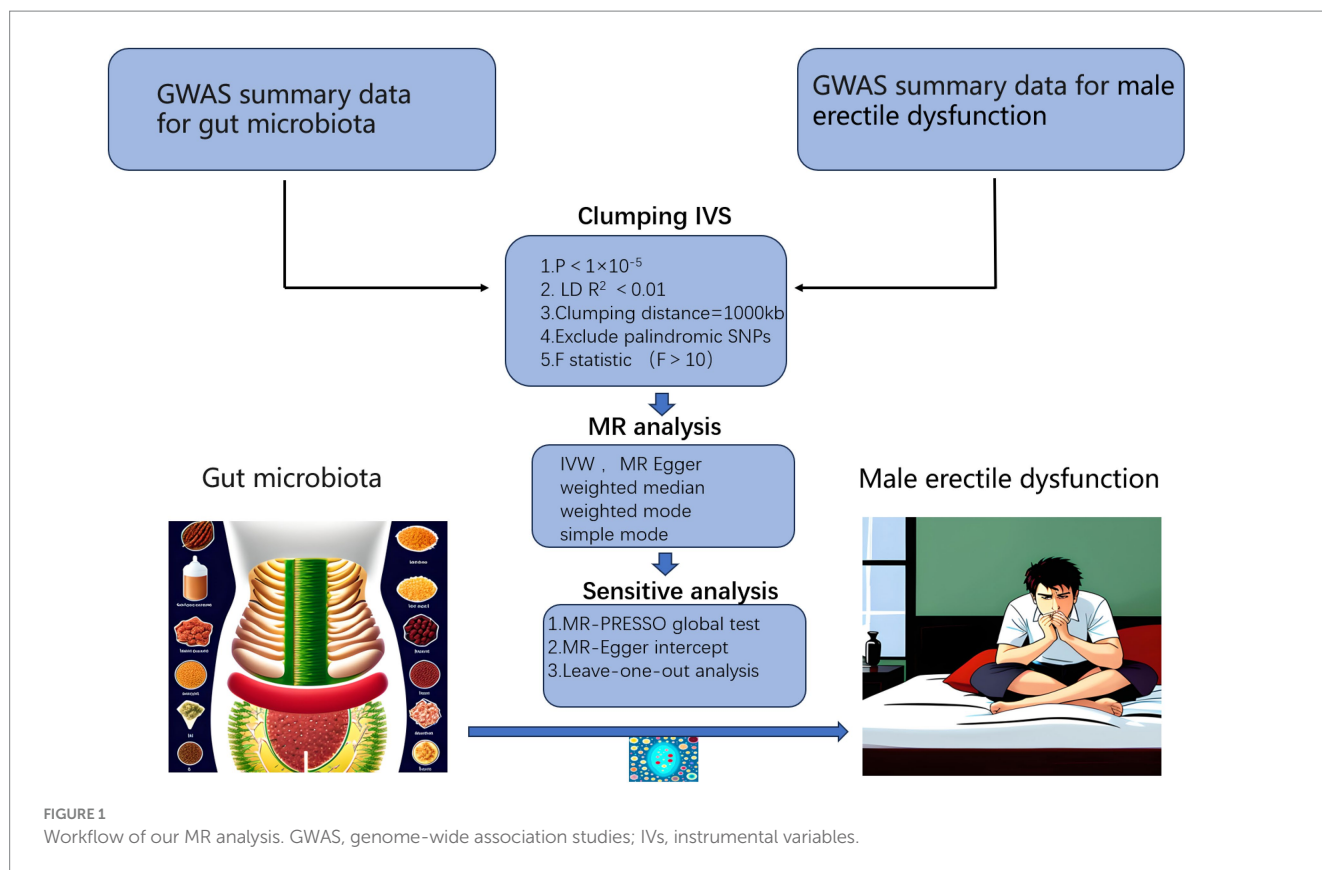 GWAS summary data
for gut microbiota
GWAS summary data for male
erectile dysfunction
Clumping IVS
1.P < 1×10⁻⁵
2. LD R² < 0.01
3.Clumping distance=1000kb
4.Exclude palindromic SNPs
5.F statistic （F > 10）
MR analysis
IVW ，MR Egger
weighted median
weighted mode
simple mode
Sensitive analysis
1.MR-PRESSO global test
2.MR-Egger intercept
3.Leave-one-out analysis
Gut microbiota
Male erectile dysfunction
FIGURE 1
Workflow of our MR analysis. GWAS, genome-wide association studies; IVs, instrumental variables.